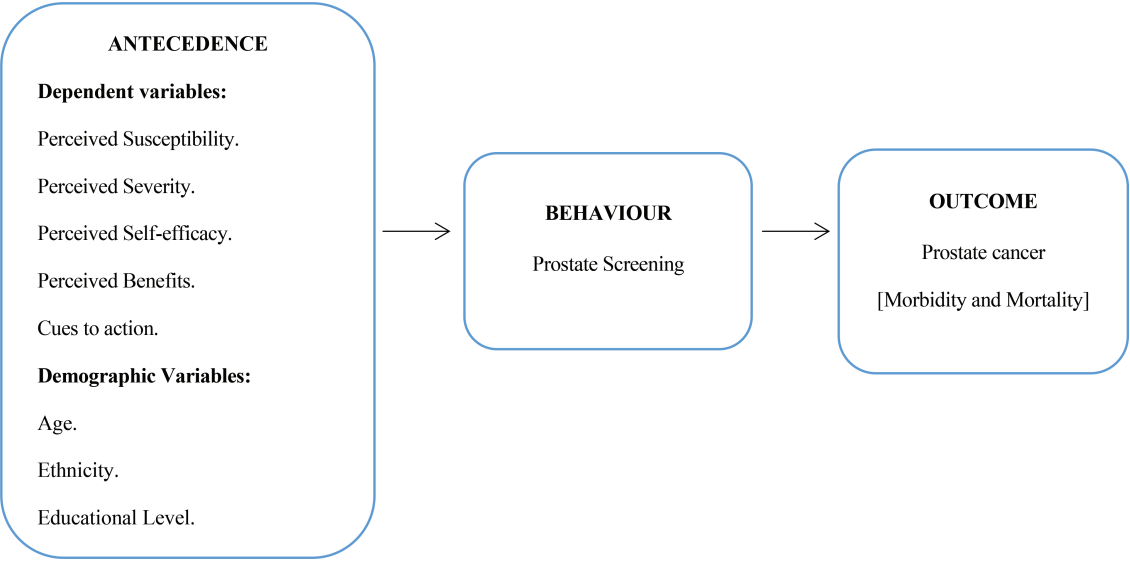 ANTECEDENCE
Dependent variables:
Perceived Susceptibility.
Perceived Severity.
Perceived Self-efficacy.
Perceived Benefits.
Cues to action.
Demographic Variables:
Age.
Ethnicity.
Educational Level.
BEHAVIOUR
Prostate Screening
OUTCOME
Prostate cancer
[Morbidity and Mortality]